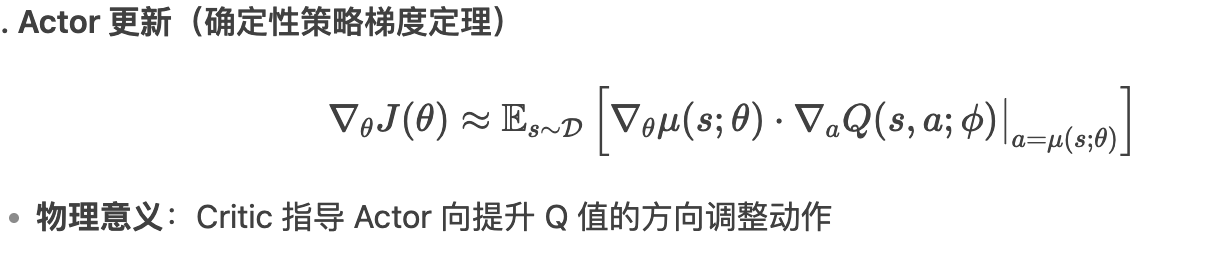 . Actor 更新（确定性策略梯度定理）
∇θJ(θ) ≈ 𝔼s∼𝒟 [∇θμ(s;θ) · ∇aQ(s,a;ϕ)|a=μ(s;θ)]
• 物理意义：Critic 指导 Actor 向提升 Q 值的方向调整动作